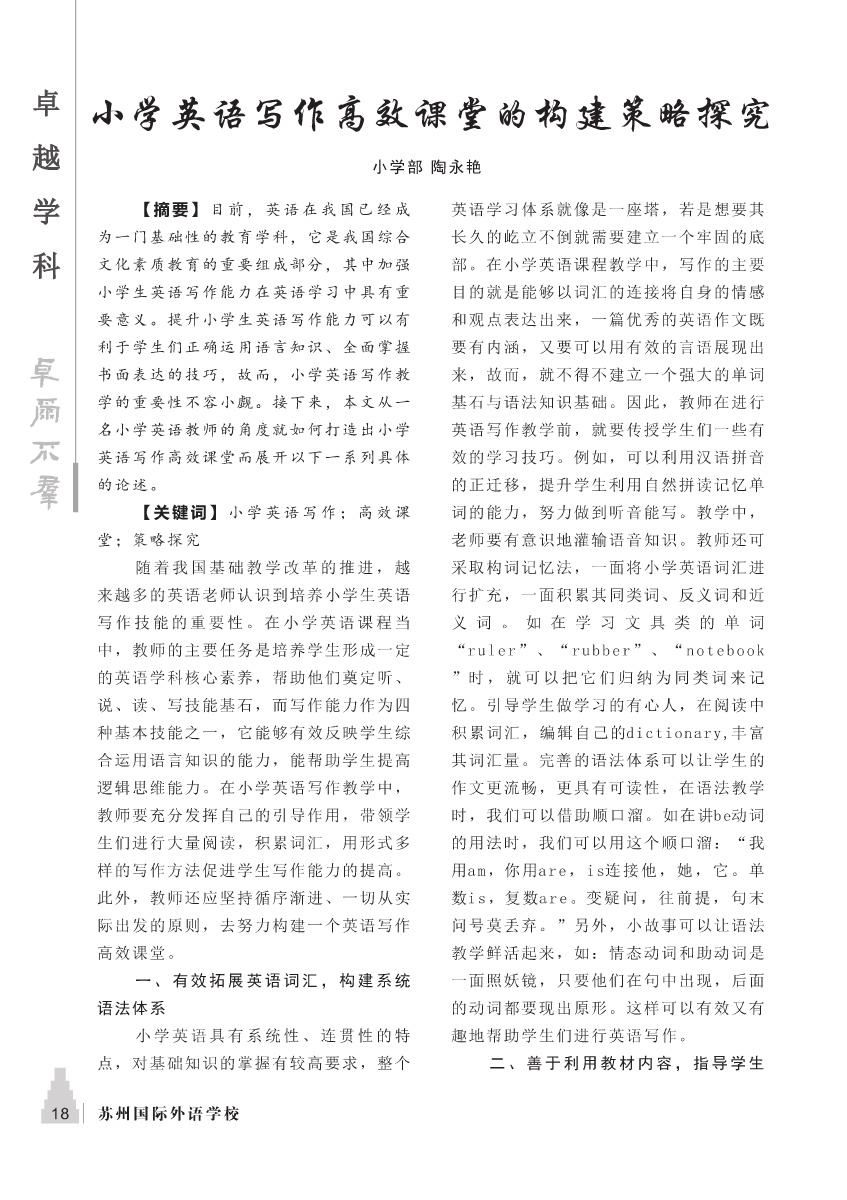 卓
越
学
科
卓
尔
不
群
小学英语写作高效课堂的构建策略探究
小学部 陶永艳
【摘要】目前，英语在我国已经成
为一门基础性的教育学科，它是我国综合
文化素质教育的重要组成部分，其中加强
小学生英语写作能力在英语学习中具有重
要意义。提升小学生英语写作能力可以有
利于学生们正确运用语言知识、全面掌握
书面表达的技巧，故而，小学英语写作教
学的重要性不容小觑。接下来，本文从一
名小学英语教师的角度就如何打造出小学
英语写作高效课堂而展开以下一系列具体
的论述。
【关键词】小学英语写作；高效课
堂；策略探究
随着我国基础教学改革的推进，越
来越多的英语老师认识到培养小学生英语
写作技能的重要性。在小学英语课程当
中，教师的主要任务是培养学生形成一定
的英语学科核心素养，帮助他们奠定听、
说、读、写技能基石，而写作能力作为四
种基本技能之一，它能够有效反映学生综
合运用语言知识的能力，能帮助学生提高
逻辑思维能力。在小学英语写作教学中，
教师要充分发挥自己的引导作用，带领学
生们进行大量阅读，积累词汇，用形式多
样的写作方法促进学生写作能力的提高。
此外，教师还应坚持循序渐进、一切从实
际出发的原则，去努力构建一个英语写作
高效课堂。
一、有效拓展英语词汇，构建系统
语法体系
小学英语具有系统性、连贯性的特
点，对基础知识的掌握有较高要求，整个
英语学习体系就像是一座塔，若是想要其
长久的屹立不倒就需要建立一个牢固的底
部。在小学英语课程教学中，写作的主要
目的就是能够以词汇的连接将自身的情感
和观点表达出来，一篇优秀的英语作文既
要有内涵，又要可以用有效的言语展现出
来，故而，就不得不建立一个强大的单词
基石与语法知识基础。因此，教师在进行
英语写作教学前，就要传授学生们一些有
效的学习技巧。例如，可以利用汉语拼音
的正迁移，提升学生利用自然拼读记忆单
词的能力，努力做到听音能写。教学中，
老师要有意识地灌输语音知识。教师还可
采取构词记忆法，一面将小学英语词汇进
行扩充，一面积累其同类词、反义词和近
义词。如在学习文具类的单词
“ruler”、“rubber”、“notebook
”时，就可以把它们归纳为同类词来记
忆。引导学生做学习的有心人，在阅读中
积累词汇，编辑自己的dictionary,丰富
其词汇量。完善的语法体系可以让学生的
作文更流畅，更具有可读性，在语法教学
时，我们可以借助顺口溜。如在讲be动词
的用法时，我们可以用这个顺口溜：“我
用am，你用are，is连接他，她，它。单
数is，复数are。变疑问，往前提，句末
问号莫丢弃。”另外，小故事可以让语法
教学鲜活起来，如：情态动词和助动词是
一面照妖镜，只要他们在句中出现，后面
的动词都要现出原形。这样可以有效又有
趣地帮助学生们进行英语写作。
二、善于利用教材内容，指导学生
18
苏州国际外语学校